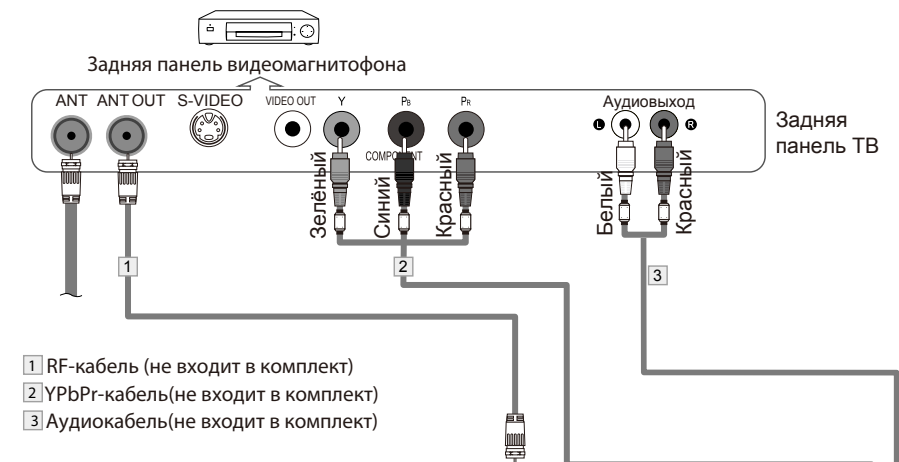 Задняя панель видеомагнитофона
ANT ANT OUT S-VIDEO VIDEO OUT Y PB PR Аудиовыход
L R
COMPONENT
Задняя
панель ТВ
Зелёный
Синий
Красный
Белый
Красный
1
2
3
1 RF-кабель (не входит в комплект)
2 YPbPr-кабель(не входит в комплект)
3 Аудиокабель(не входит в комплект)